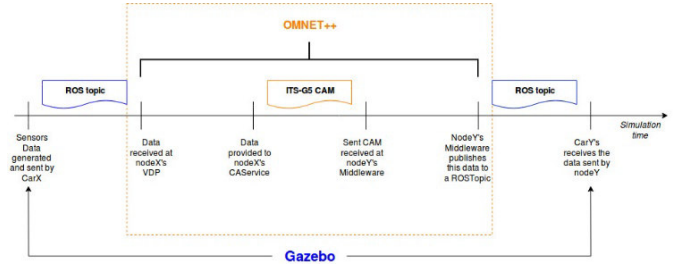 OMNET++
ROS topic
ITS-G5 CAM
ROS topic
Simulation
time
Sensors
Data
generated
and sent by
CarX
Data
received at
nodeX's
VDP
Data
provided to
nodeX's
CAService
Sent CAM
received at
nodeY's
Middleware
NodeY's
Middleware
publishes
this data to
a ROSTopic
CarY's
receives the
data sent by
nodeY
Gazebo